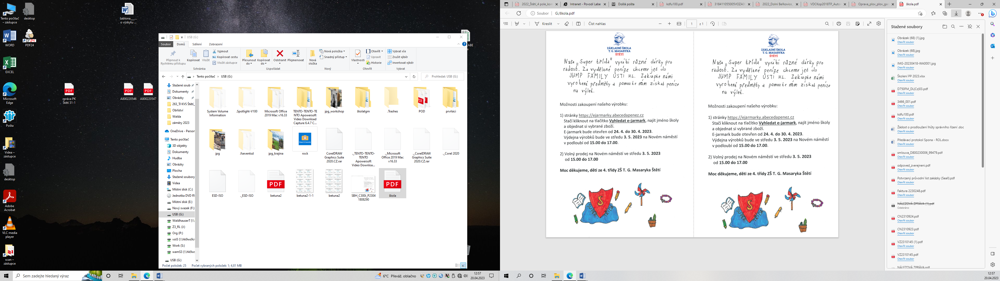 Tento počítač
– zástupce
desktop
šablona___...
o výskytu ...
WORD
PDF24
EXCEL
Microsoft
Edge
zpráva PK
Štětí 31-1
A800220546
A800220547
Pošta
Videa –
zástupce
desktop
Adobe
Acrobat
VLC media
player
scan –
zástupce
USB (G:)
Soubor
Domů
Sdílení
Zobrazení
Připnout k
Rychlému přístupu
Kopírovat
Vložit
Vyjmout
Kopírovat cestu
Vložit zástupce
Schránka
Přesunout
do
Kopírovat
do
Odstranit
Přejmenovat
Uspořádat
Nová
složka
Nová položka
Snadný přístup
Nový
Vlastnosti
Otevřít
Upravit
Historie
Otevřít
Vybrat vše
Zrušit výběr
Invertovat výběr
Vybrat
Tento počítač > USB (G:)
Prohledat: USB (G:)
Stažené soub
Dokumenty
Obrázky
263_TJ KVS Štětí_
Obříství
Walda
záměry 2023
OneDrive - Person
Tento počítač
3D objekty
Dokumenty
Hudba
Obrázky
Plocha
Stažené soubory
Videa
Místní disk (C:)
Jednotka DVD RV
Místní disk (E:)
Nový svazek (F:)
USB (G:)
WaldhauserT (\\
Z3_RL (J:)
Org (P:)
vol3 (\\hk9ws9c
Work (S:)
wamS3 (\\hk9ws
USB (G:)
System Volume
Information
.Spotlight-V100
Microsoft Office
2019 Mac v16.33
TENTO-TENTO-TE
NTO Apowersoft
Video Download
Capture 6.4.7 C...
jpg_workshop
školatgm
.Trashes
POD
prvňáci
jpg
.fseventsd
jpg_krajina
rock
CorelDRAW
Graphics Suite
2020.CZ.rar
._TENTO-TENTO-
TENTO
Apowersoft
Video Downloa...
._Microsoft
Office 2019 Mac
v16.33
._CorelDRAW
Graphics Suite
2020.CZ.rar
._Corel 2020
ESD-ISO
._ESD-ISO
betuna2
betuna2-1-1
betuna2
SBH_C300i_P2304
1808290
škola
Počet položek: 25
Počet vybraných položek: 1; 4,81 MB
Sem zadejte hledaný výraz
6°C Převáž. oblačno
12:57
20.04.2023
2022_Štětí_4 pole_kom
Intranet - Povodí Labe
Došlá pošta
kdfu100.pdf
318411055005VOZA0
2022_Dolní Beřkovice_
VDCKop2018TP_Autor
Oprava_plov_plov_gar
škola.pdf
Soubor
G:/škola.pdf
Kreslit
Číst nahlas
1
z 1
ZÁKLADNÍ ŠKOLA
T. G. MASARYKA
ŠTĚTÍ
Naše „Super třída" vyrábí různé dárky pro
radost. Za vydělané peníze chceme jet do
JUMP FAMILY ÚSTÍ N.L. Zakupte námi
vyrobené předměty a pomozte nám získat peníze
na výlet.
Možnosti zakoupení našeho výrobku:
1) stránky https://ejarmarky.abecedapenez.cz
Stačí kliknout na tlačítko Vyhledat e-jarmark, najít jméno školy
a objednat si vybrané zboží.
E-jarmark bude otevřen od 24. 4. do 30. 4. 2023.
Výdejna výrobků bude ve středu 3. 5. 2023 na Novém náměstí
v podloubí od 15.00 do 17.00.
2) Volný prodej na Novém náměstí ve středu 3. 5. 2023
od 15.00 do 17.00
Moc děkujeme, děti ze 4. třídy ZŠ T. G. Masaryka Štětí
S
SUPER TŘÍDA
ZÁKLADNÍ ŠKOLA
T. G. MASARYKA
ŠTĚTÍ
Naše „Super třída" vyrábí různé dárky pro
radost. Za vydělané peníze chceme jet do
JUMP FAMILY ÚSTÍ N.L. Zakupte námi
vyrobené předměty a pomozte nám získat peníze
na výlet.
Možnosti zakoupení našeho výrobku:
1) stránky https://ejarmarky.abecedapenez.cz
Stačí kliknout na tlačítko Vyhledat e-jarmark, najít jméno školy
a objednat si vybrané zboží.
E-jarmark bude otevřen od 24. 4. do 30. 4. 2023.
Výdejna výrobků bude ve středu 3. 5. 2023 na Novém náměstí
v podloubí od 15.00 do 17.00.
2) Volný prodej na Novém náměstí ve středu 3. 5. 2023
od 15.00 do 17.00
Moc děkujeme, děti ze 4. třídy ZŠ T. G. Masaryka Štětí
S
SUPER TŘÍDA
Stažené soubory
Obrázek (68) (1).jpg
Otevřít soubor
Obrázek (68).jpg
Otevřít soubor
IMG-20230418-WA0001.jpg
Otevřít soubor
Školení PP 2023.xlsx
Otevřít soubor
D750FM_DL(Cz)03.pdf
Otevřít soubor
3466_001.pdf
Otevřít soubor
kdfu100.pdf
Otevřít soubor
Žádost o prodloužení lhůty správního řízení .doc
Otevřít soubor
Předávací protokol Spona - ROL.docx
Otevřít soubor
smlouva_D800230006_99479.pdf
Otevřít soubor
odpoved_zverejneni.pdf
Otevřít soubor
Potvrzený průvodní list zakázky (Seall).pdf
Otevřít soubor
Faktura 2230248.pdf
Otevřít soubor
NÁLEZOVÁ ZPRÁVA (1).pdf
Odebráno
CN2310924.pdf
Otevřít soubor
CN2310923.pdf
Otevřít soubor
VZ2310145 (1).pdf
Otevřít soubor
VZ2310145.pdf
Otevřít soubor
NÁLEZOVÁ ZPRÁVA.pdf
12:57
20.04.2023